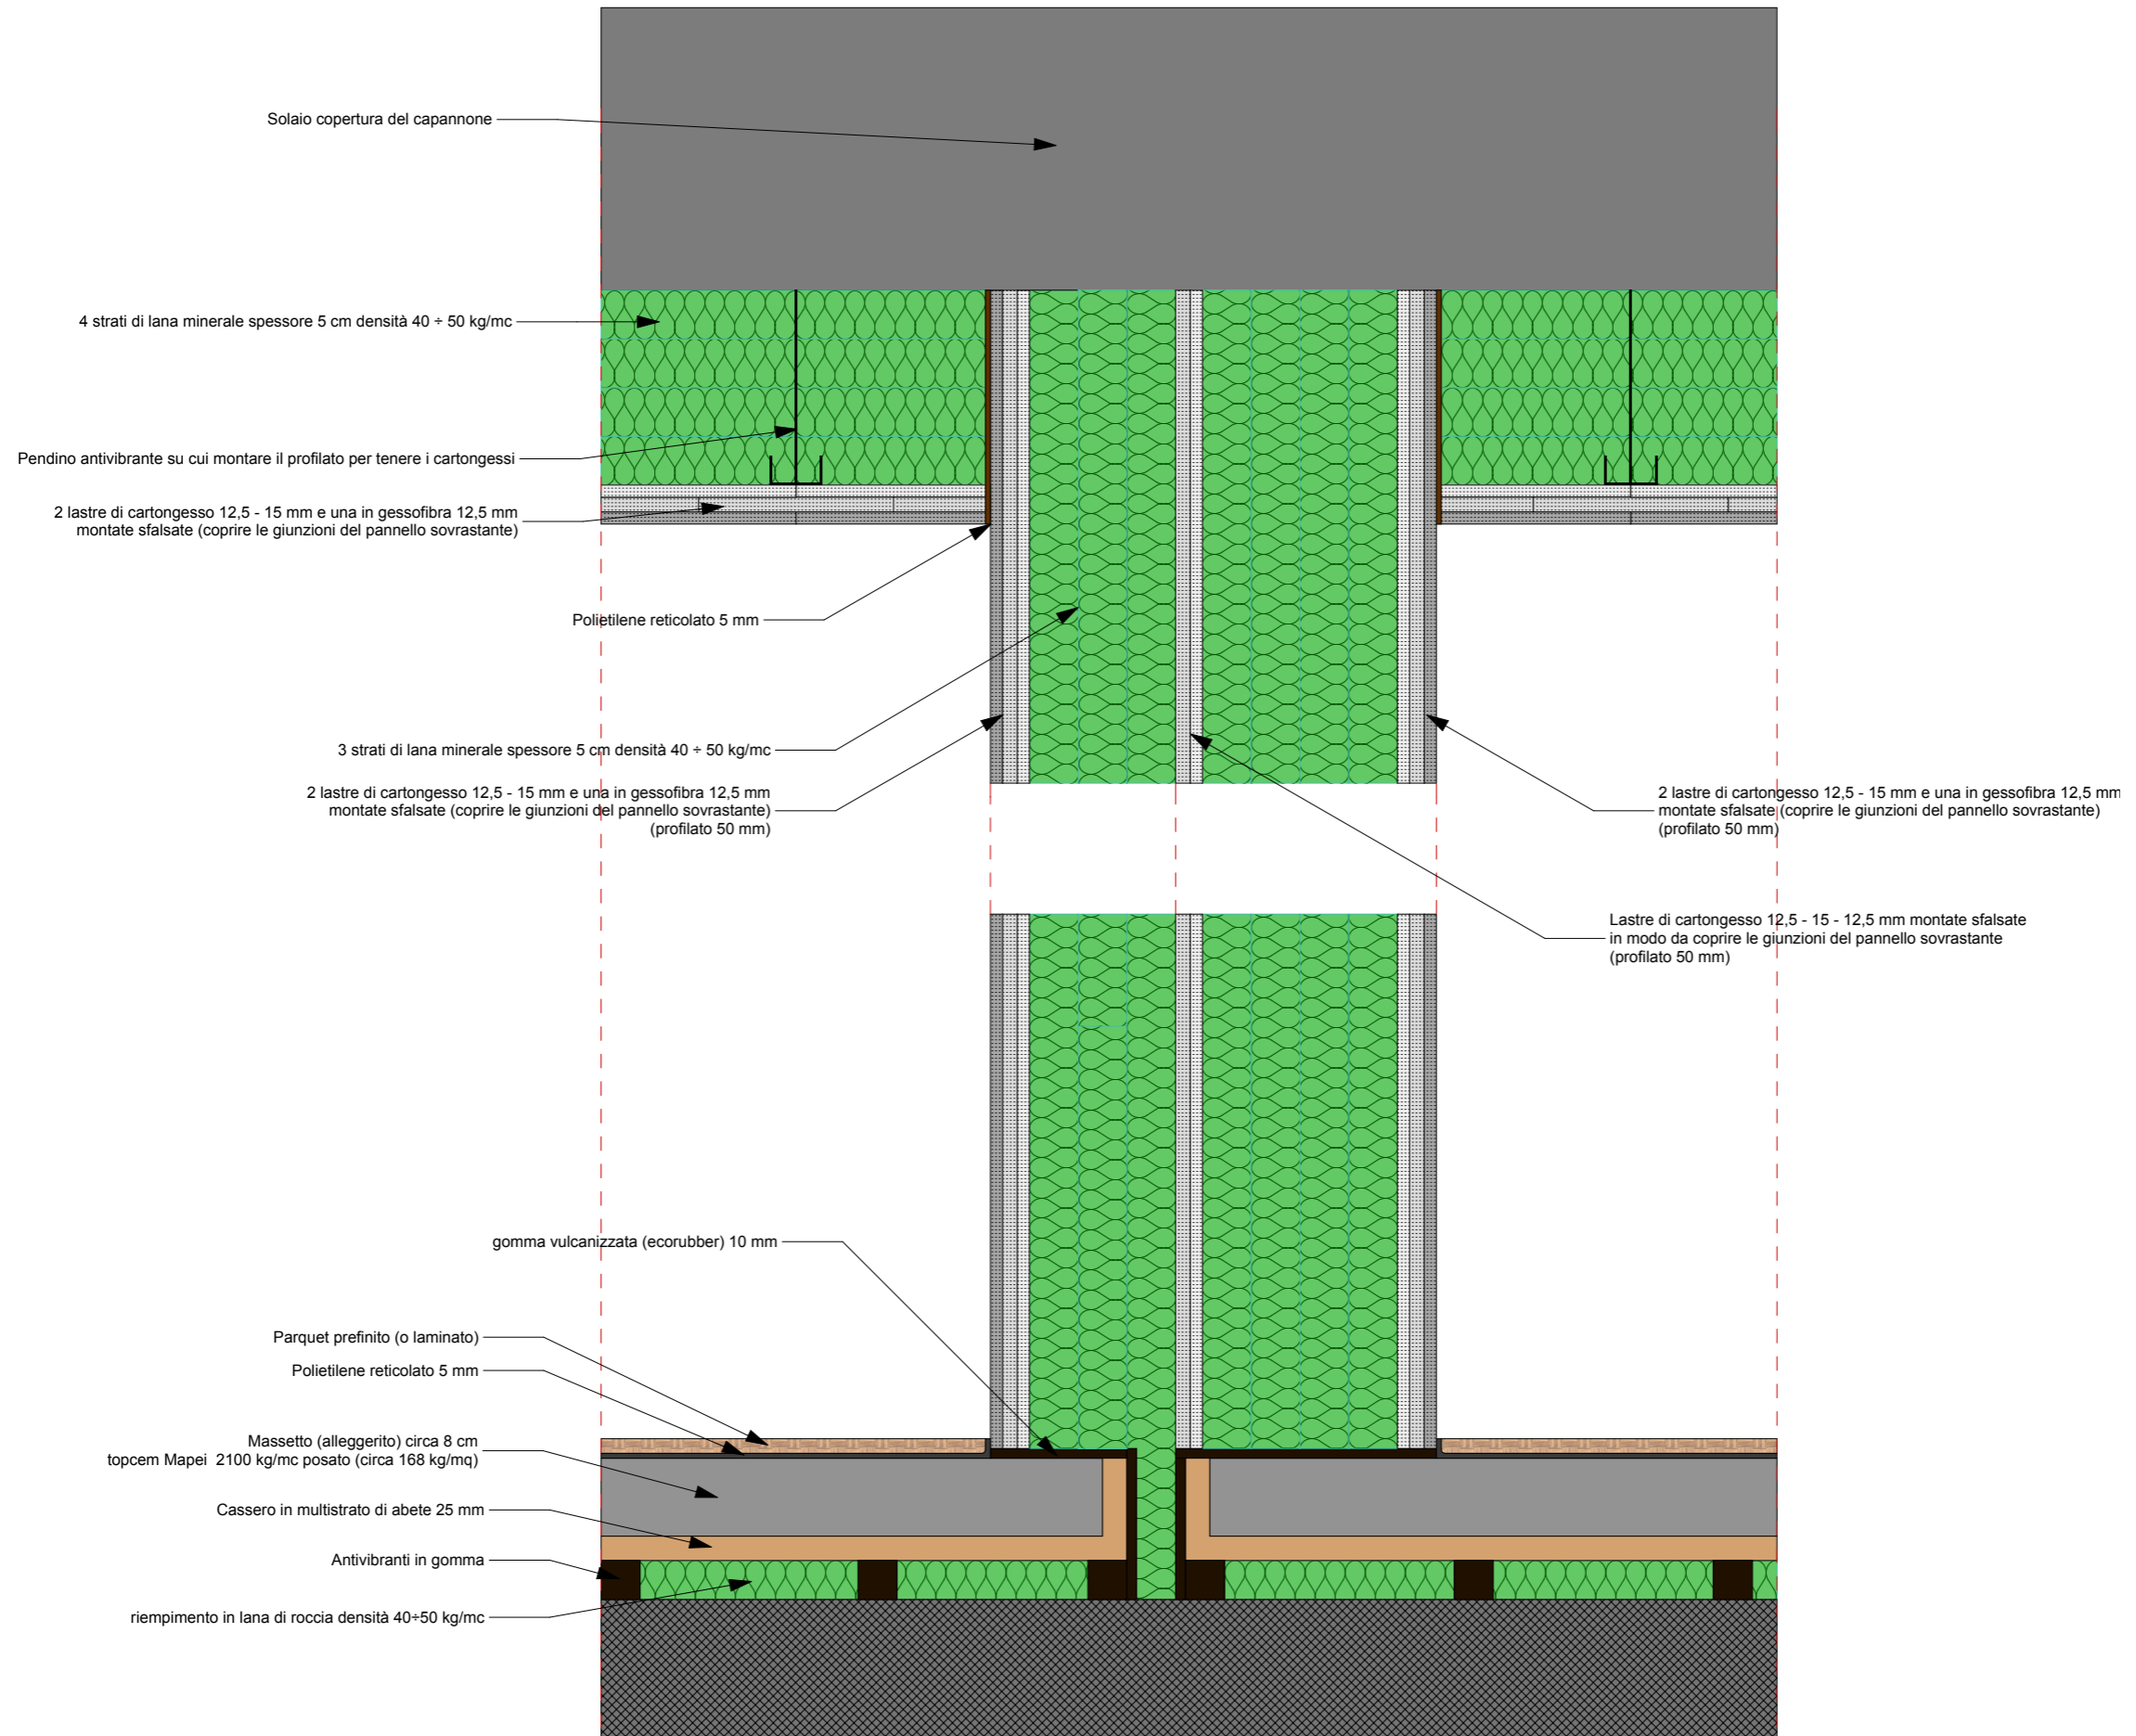 Solaio copertura del capannone
4 strati di lana minerale spessore 5 cm densità 40 ÷ 50 kg/mc
Pendino antivibrante su cui montare il profilato per tenere i cartongessi
2 lastre di cartongesso 12,5 - 15 mm e una in gessofibra 12,5 mm
montate sfalsate (coprire le giunzioni del pannello sovrastante)
Polietilene reticolato 5 mm
3 strati di lana minerale spessore 5 cm densità 40 ÷ 50 kg/mc
2 lastre di cartongesso 12,5 - 15 mm e una in gessofibra 12,5 mm
montate sfalsate (coprire le giunzioni del pannello sovrastante)
(profilato 50 mm)
2 lastre di cartongesso 12,5 - 15 mm e una in gessofibra 12,5 mm
montate sfalsate (coprire le giunzioni del pannello sovrastante)
(profilato 50 mm)
Lastre di cartongesso 12,5 - 15 - 12,5 mm montate sfalsate
in modo da coprire le giunzioni del pannello sovrastante
(profilato 50 mm)
gomma vulcanizzata (ecorubber) 10 mm
Parquet prefinito (o laminato)
Polietilene reticolato 5 mm
Massetto (alleggerito) circa 8 cm
topcem Mapei 2100 kg/mc posato (circa 168 kg/mq)
Cassero in multistrato di abete 25 mm
Antivibranti in gomma
riempimento in lana di roccia densità 40÷50 kg/mc